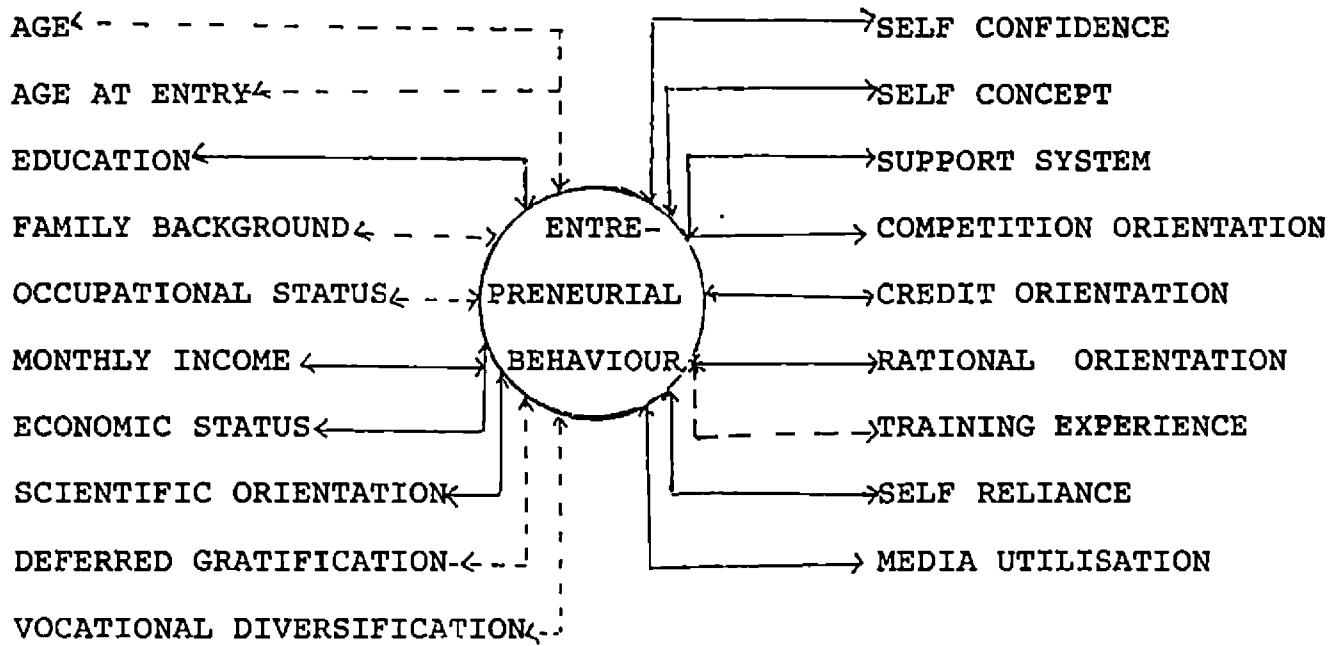 AGE
AGE AT ENTRY
EDUCATION
FAMILY BACKGROUND
OCCUPATIONAL STATUS
MONTHLY INCOME
ECONOMIC STATUS
SCIENTIFIC ORIENTATION
DEFERRED GRATIFICATION
VOCATIONAL DIVERSIFICATION
ENTRE-
PRENEURIAL
BEHAVIOUR
SELF CONFIDENCE
SELF CONCEPT
SUPPORT SYSTEM
COMPETITION ORIENTATION
CREDIT ORIENTATION
RATIONAL ORIENTATION
TRAINING EXPERIENCE
SELF RELIANCE
MEDIA UTILISATION